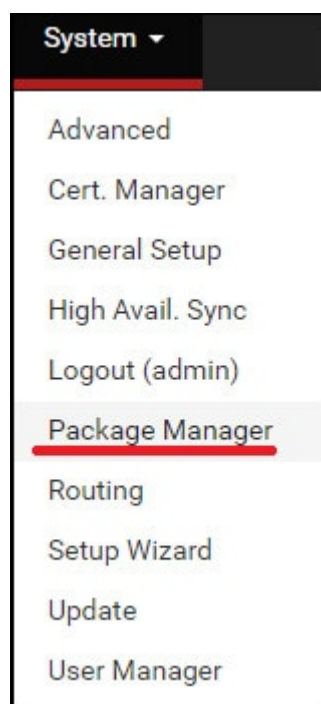 System
Advanced
Cert. Manager
General Setup
High Avail. Sync
Logout (admin)
Package Manager
Routing
Setup Wizard
Update
User Manager